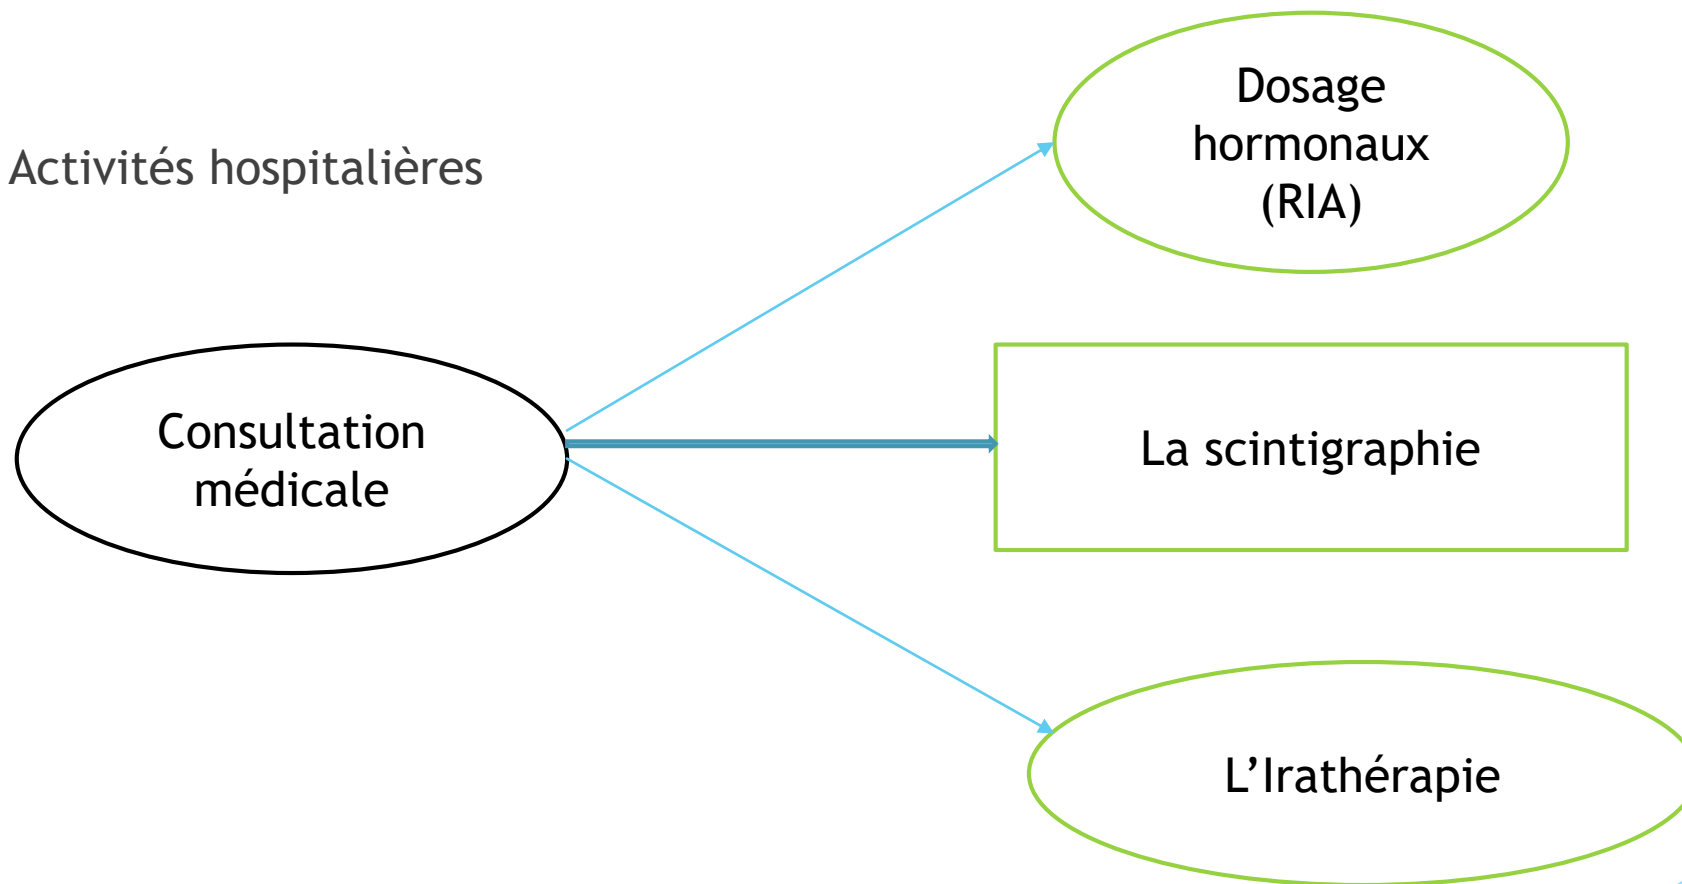 Activités hospitalières
Dosage
hormonaux
(RIA)
Consultation
médicale
La scintigraphie
L’Irathérapie